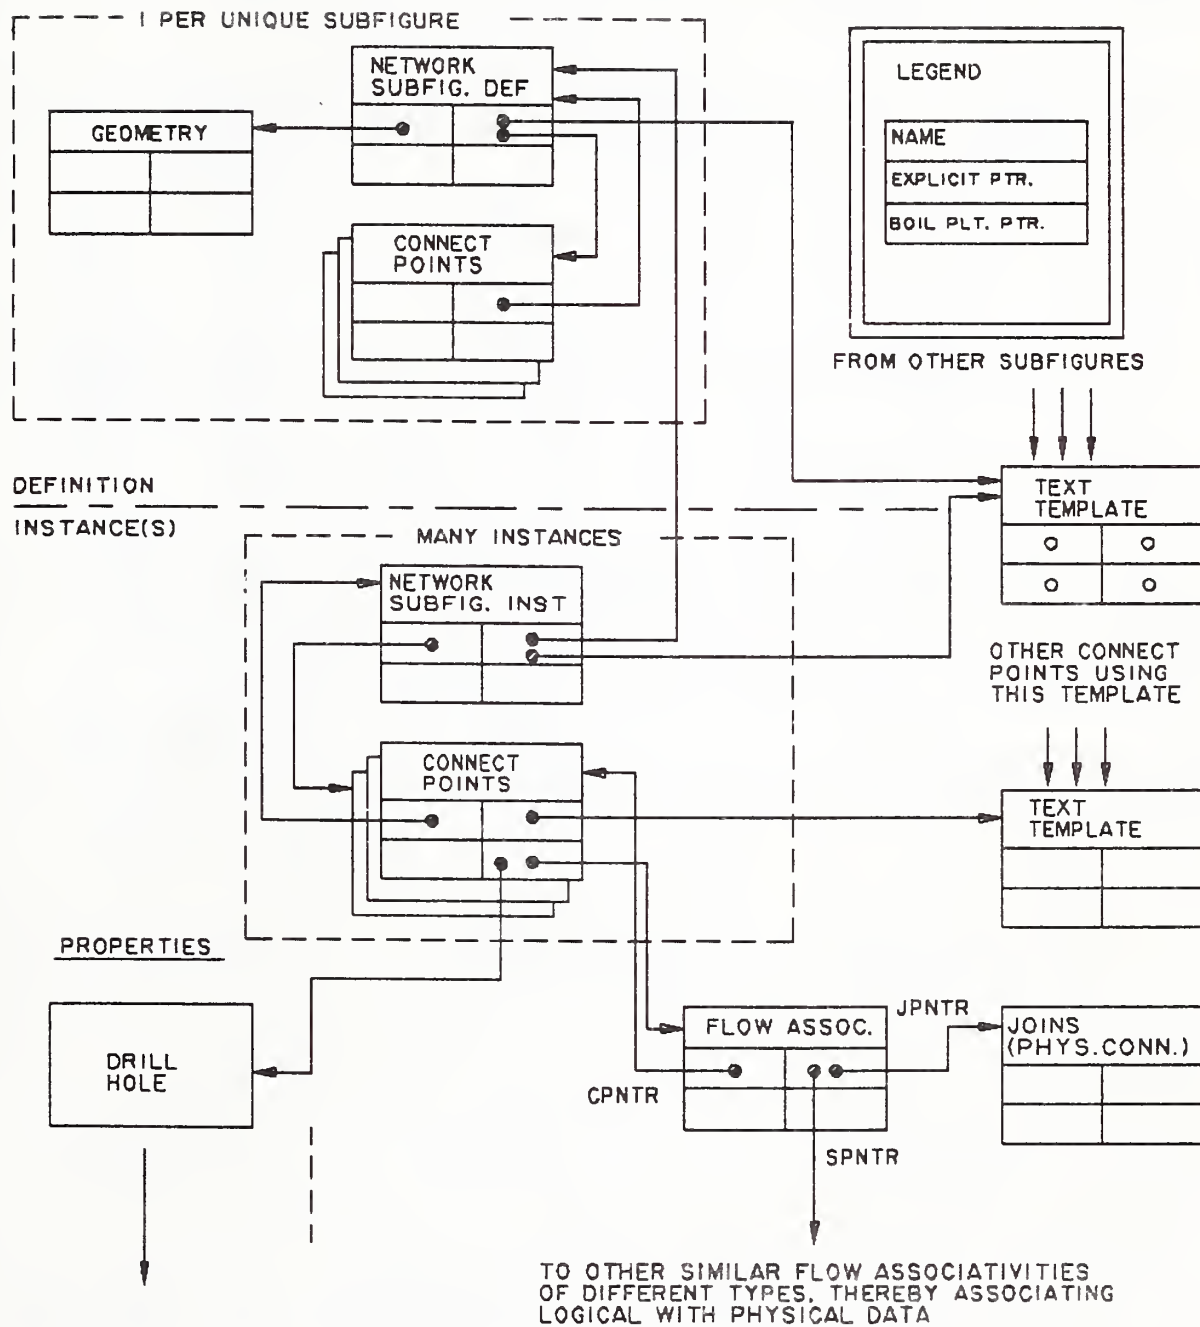 1 PER UNIQUE SUBFIGURE
NETWORK
SUBFIG. DEF
GEOMETRY
CONNECT
POINTS
LEGEND
NAME
EXPLICIT PTR.
BOIL PLT. PTR.
FROM OTHER SUBFIGURES
DEFINITION
INSTANCE(S)
TEXT
TEMPLATE
MANY INSTANCES
NETWORK
SUBFIG. INST
OTHER CONNECT
POINTS USING
THIS TEMPLATE
CONNECT
POINTS
TEXT
TEMPLATE
PROPERTIES
DRILL
HOLE
FLOW ASSOC.
JPNTR
JOINS
(PHYS.CONN.)
CPNTR
SPNTR
TO OTHER SIMILAR FLOW ASSOCIATIVITIES
OF DIFFERENT TYPES, THEREBY ASSOCIATING
LOGICAL WITH PHYSICAL DATA